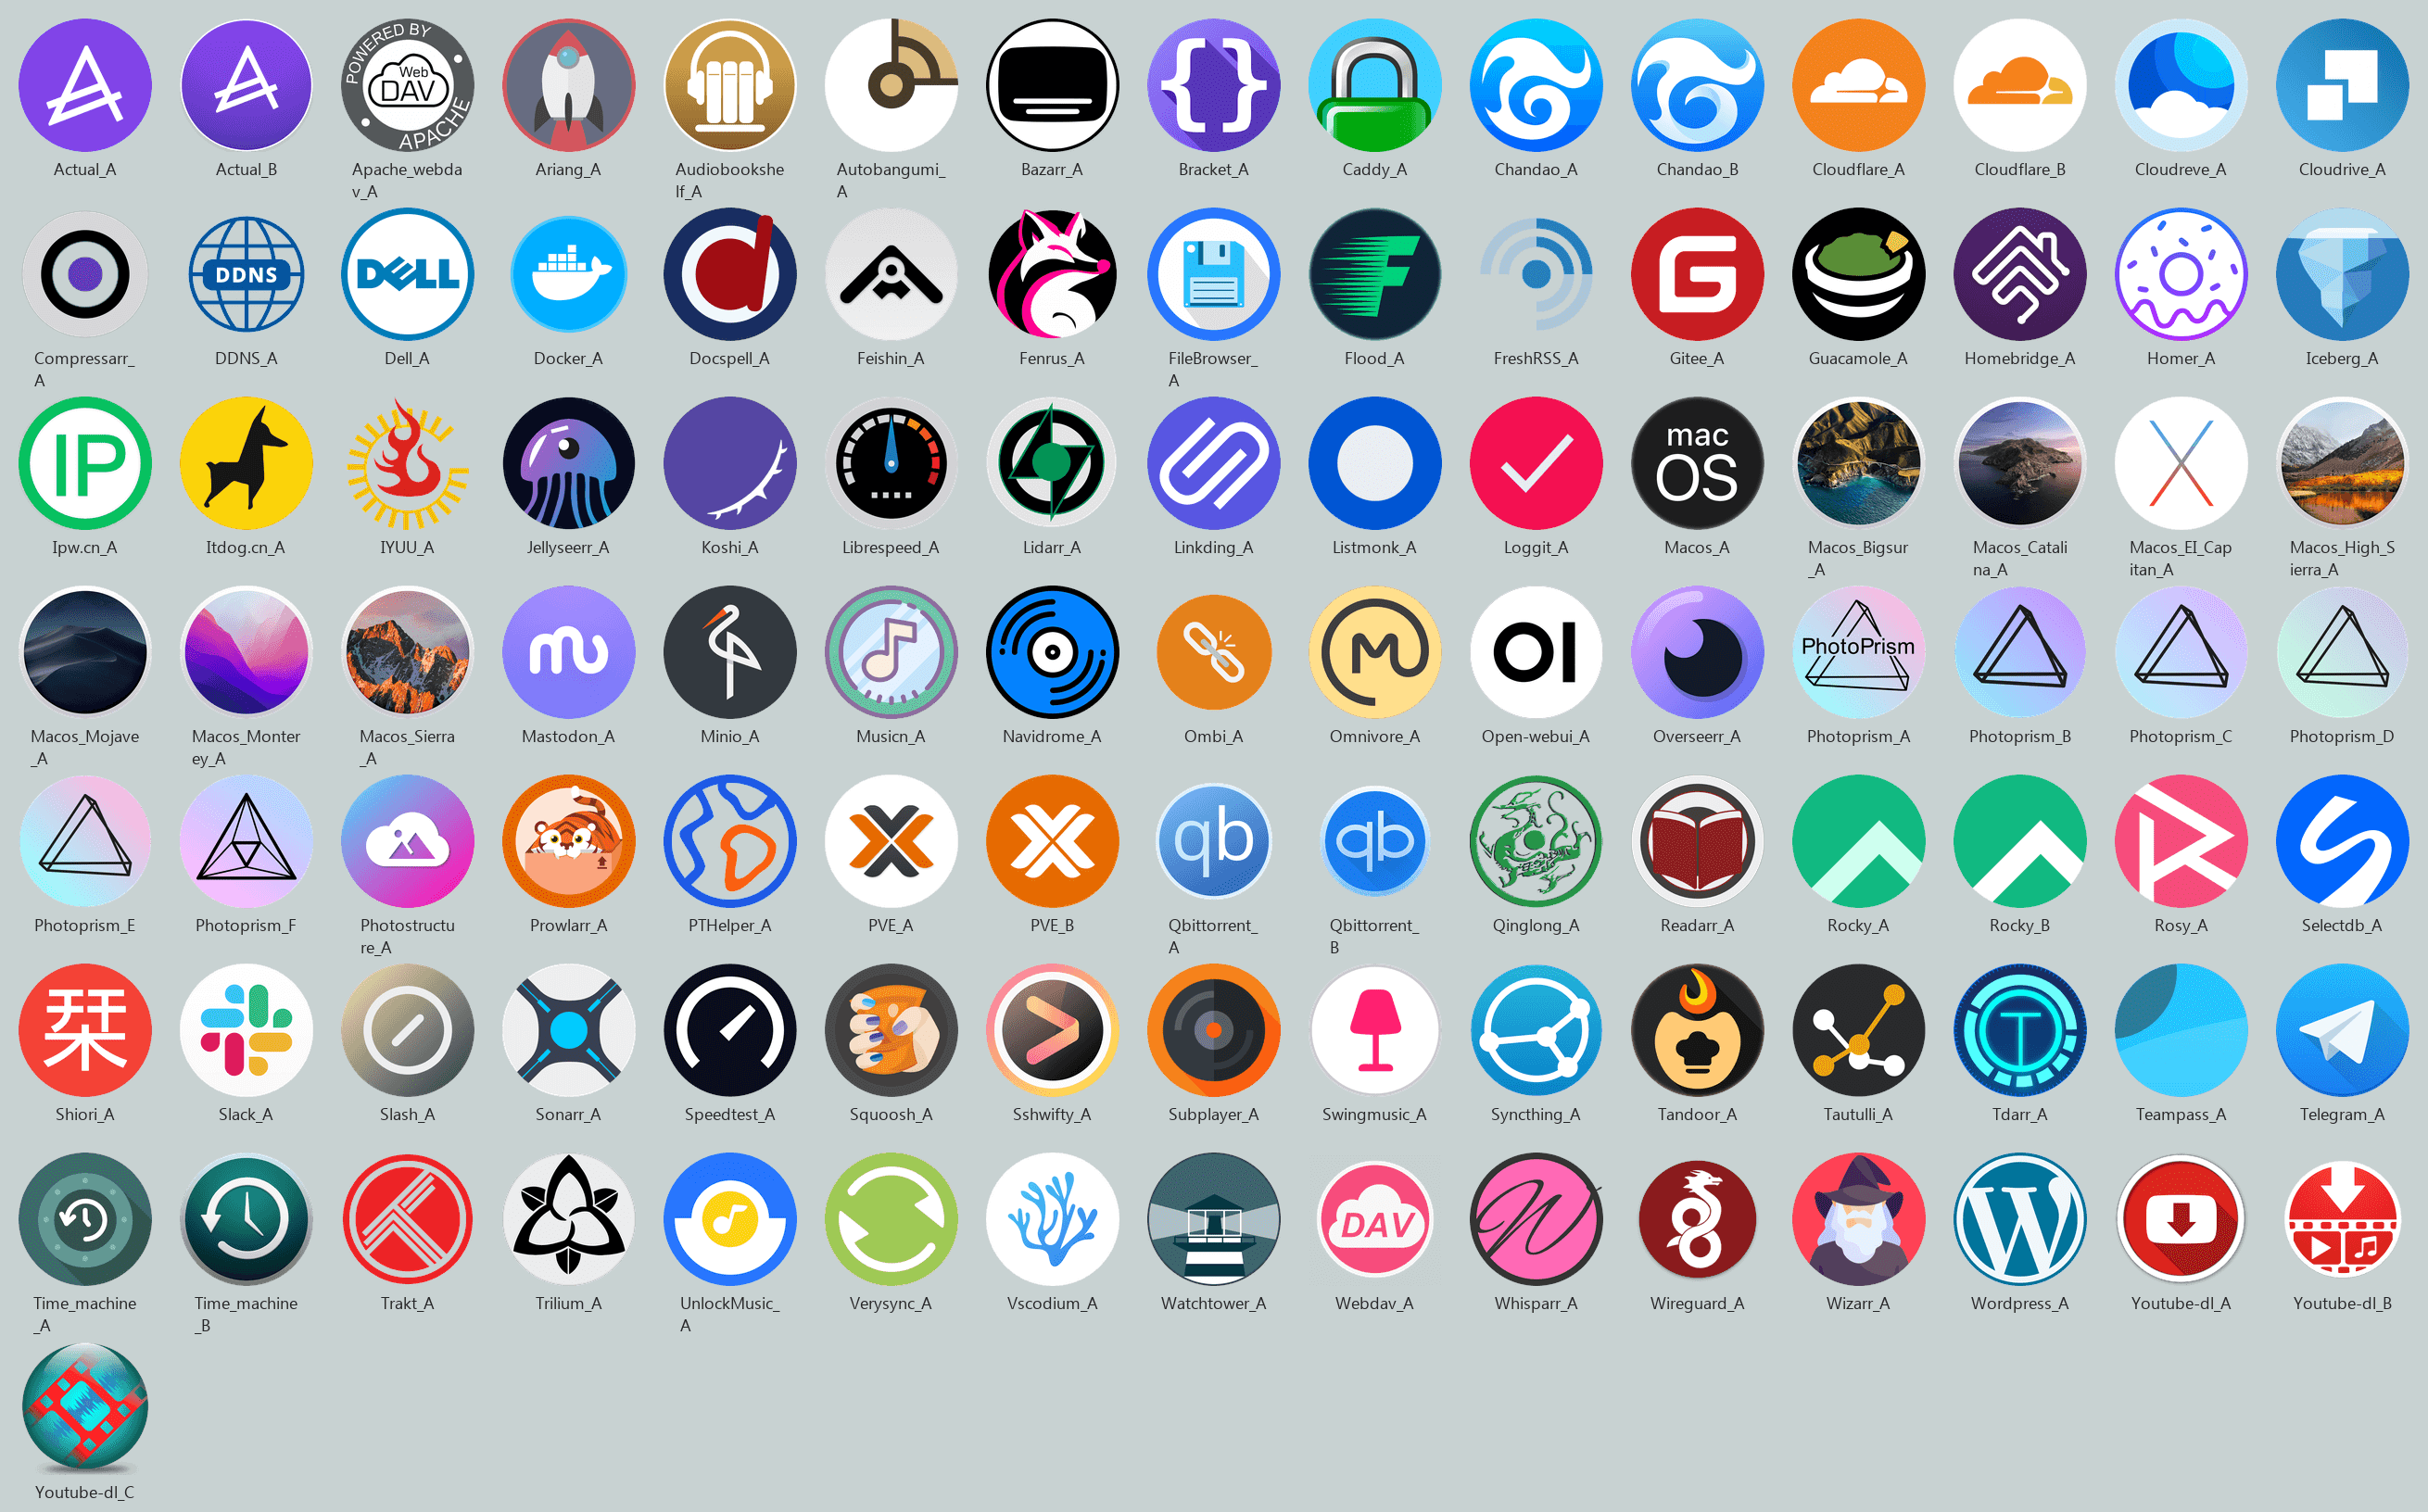 POWERED BY
Web
DAV
APACHE
Actual_A
Actual_B
Apache_webda
v_A
Ariang_A
Audiobookshe
lf_A
Autobangumi_
A
Bazarr_A
Bracket_A
Caddy_A
Chandao_A
Chandao_B
Cloudflare_A
Cloudflare_B
Cloudreve_A
Cloudrive_A
DDNS
DELL
Compressarr_
A
DDNS_A
Dell_A
Docker_A
Docspell_A
Feishin_A
Fenrus_A
FileBrowser_
A
Flood_A
FreshRSS_A
Gitee_A
Guacamole_A
Homebridge_A
Homer_A
Iceberg_A
IP
mac
OS
Ipw.cn_A
Itdog.cn_A
IYUU_A
Jellyseerr_A
Koshi_A
Librespeed_A
Lidarr_A
Linkding_A
Listmonk_A
Loggit_A
Macos_A
Macos_Bigsur
_A
Macos_Catali
na_A
Macos_EI_Cap
itan_A
Macos_High_S
ierra_A
OI
PhotoPrism
Macos_Mojave
_A
Macos_Monter
ey_A
Macos_Sierra
_A
Mastodon_A
Minio_A
Musicn_A
Navidrome_A
Ombi_A
Omnivore_A
Open-webui_A
Overseerr_A
Photoprism_A
Photoprism_B
Photoprism_C
Photoprism_D
qb
qb
Photoprism_E
Photoprism_F
Photostructu
re_A
Prowlarr_A
PTHelper_A
PVE_A
PVE_B
Qbittorrent_
A
Qbittorrent_
B
Qinglong_A
Readarr_A
Rocky_A
Rocky_B
Rosy_A
Selectdb_A
栞
T
Shiori_A
Slack_A
Slash_A
Sonarr_A
Speedtest_A
Squoosh_A
Sshwifty_A
Subplayer_A
Swingmusic_A
Syncthing_A
Tandoor_A
Tautulli_A
Tdarr_A
Teampass_A
Telegram_A
DAV
W
W
Time_machine
_A
Time_machine
_B
Trakt_A
Trilium_A
UnlockMusic_
A
Verysync_A
Vscodium_A
Watchtower_A
Webdav_A
Whisparr_A
Wireguard_A
Wizarr_A
Wordpress_A
Youtube-dl_A
Youtube-dl_B
Youtube-dl_C